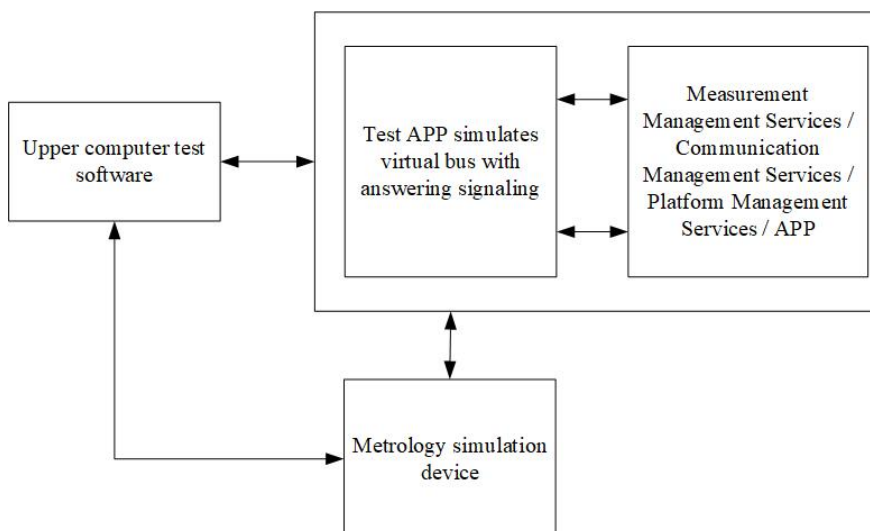 Upper computer test
software
Test APP simulates
virtual bus with
answering signaling
Measurement
Management Services /
Communication
Management Services /
Platform Management
Services / APP
Metrology simulation
device